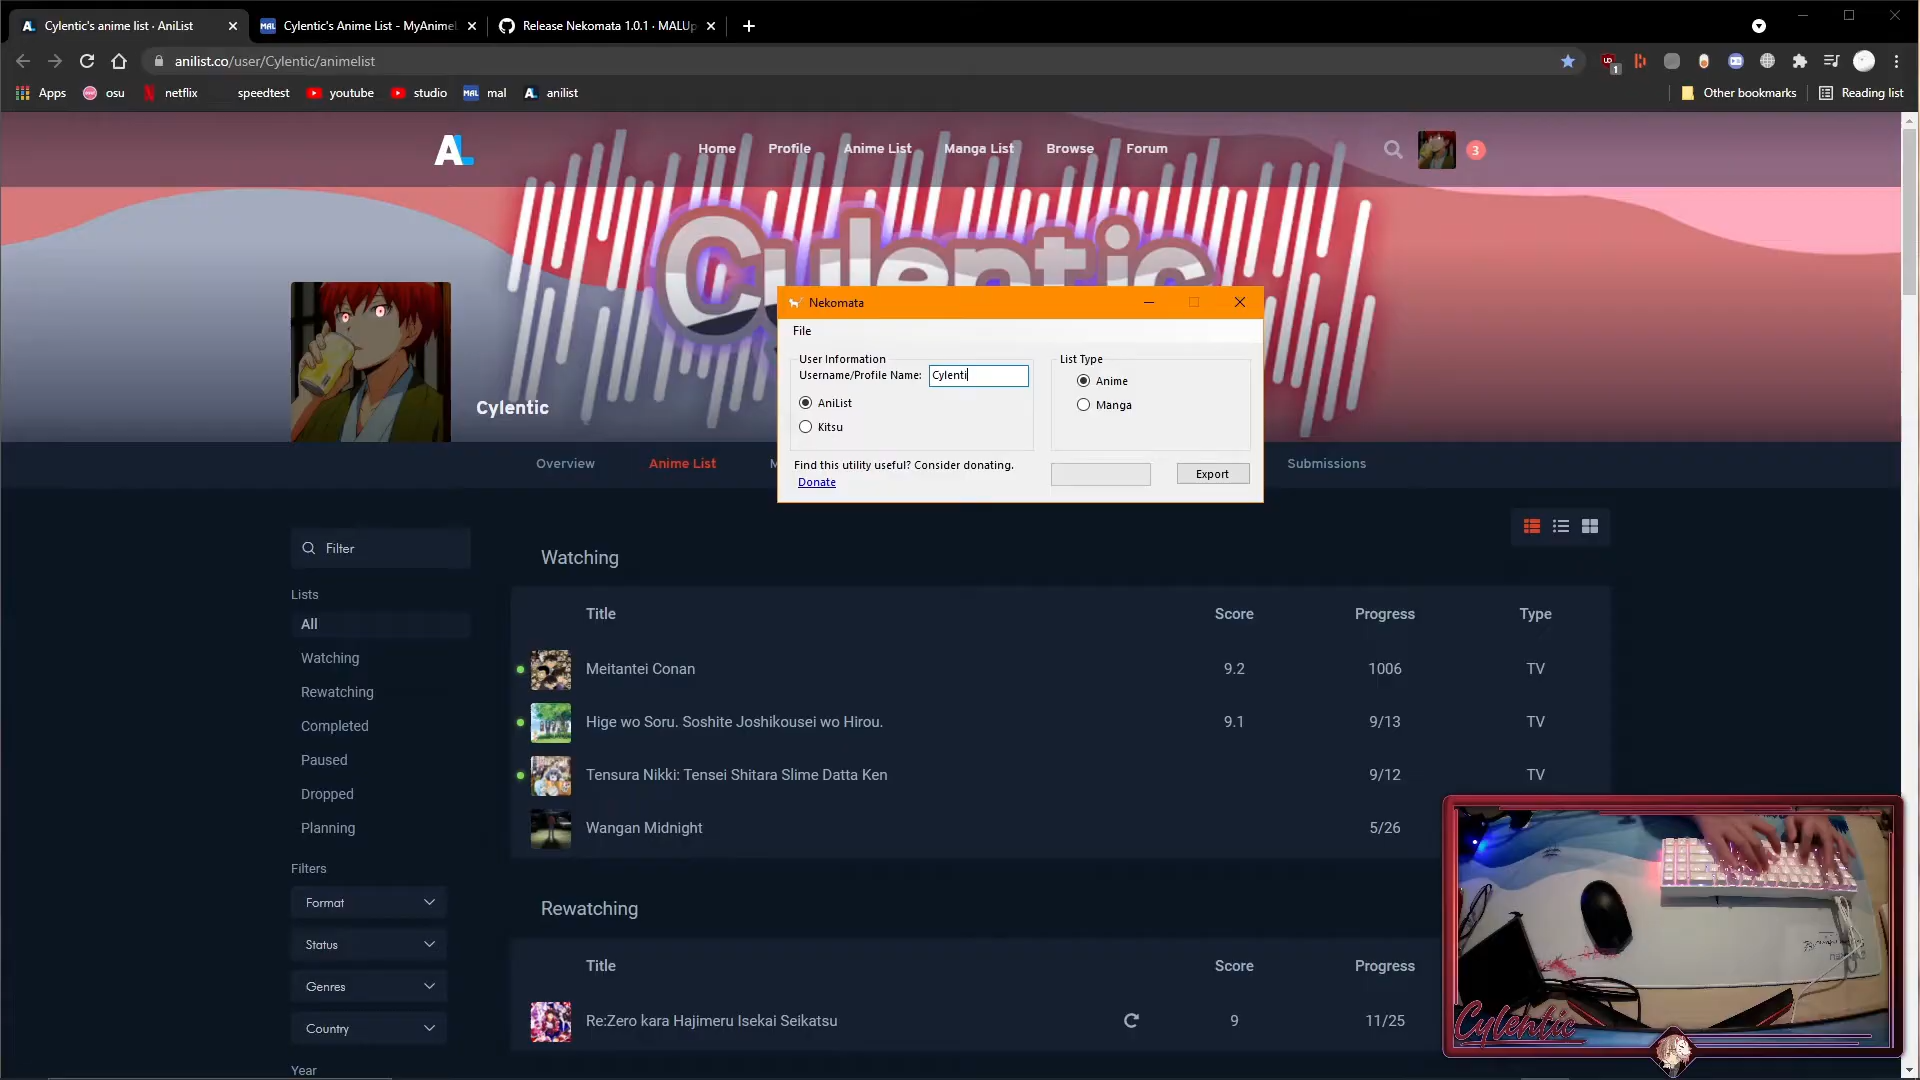 Cylentic's anime list · AniList
MAL Cylentic's Anime List - MyAnimeL
Release Nekomata 1.0.1 · MALUp
anilist.co/user/Cylentic/animelist
1
Apps osu netflix speedtest youtube studio MAL mal anilist Other bookmarks Reading list
Home Profile Anime List Manga List Browse Forum 3
Cylentic
Nekomata
File
User Information
Username/Profile Name: Cylenti
AniList
Kitsu
List Type
Anime
Manga
Find this utility useful? Consider donating.
Donate
Export
Cylentic
Overview Anime List M Submissions
Filter
Lists
All
Watching
Rewatching
Completed
Paused
Dropped
Planning
Filters
Format
Status
Genres
Country
Year
Watching
Title Score Progress Type
Meitantei Conan 9.2 1006 TV
Hige wo Soru. Soshite Joshikousei wo Hirou. 9.1 9/13 TV
Tensura Nikki: Tensei Shitara Slime Datta Ken 9/12 TV
Wangan Midnight 5/26
Rewatching
Title Score Progress
Re:Zero kara Hajimeru Isekai Seikatsu 9 11/25
Cylentic